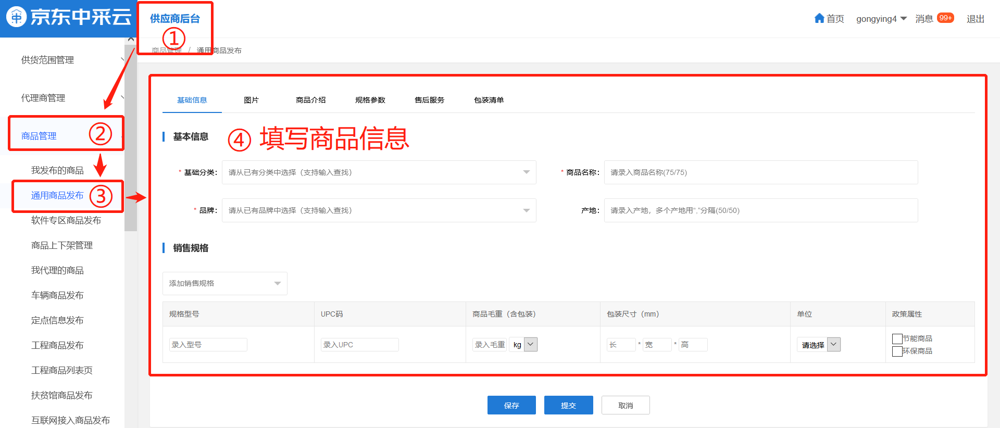 京东中采云
供应商后台
①
首页 gongying4 消息 99+ 退出
商品管理 / 通用商品发布
供货范围管理
代理商管理
商品管理 ②
我发布的商品
通用商品发布 ③
软件专区商品发布
商品上下架管理
我代理的商品
车辆商品发布
定点信息发布
工程商品发布
工程商品列表页
扶贫馆商品发布
互联网接入商品发布
基础信息 图片 商品介绍 规格参数 售后服务 包装清单
基本信息 ④ 填写商品信息
* 基础分类: 请从已有分类中选择（支持输入查找） * 商品名称: 请录入商品名称(75/75)
* 品牌: 请从已有品牌中选择（支持输入查找） 产地: 请录入产地，多个产地用“,”分隔(50/50)
销售规格
添加销售规格
规格型号 UPC码 商品毛重（含包装） 包装尺寸（mm） 单位 政策属性
录入型号 录入UPC 录入毛重 kg 长 * 宽 * 高 请选择 节能商品
环保商品
保存 提交 取消